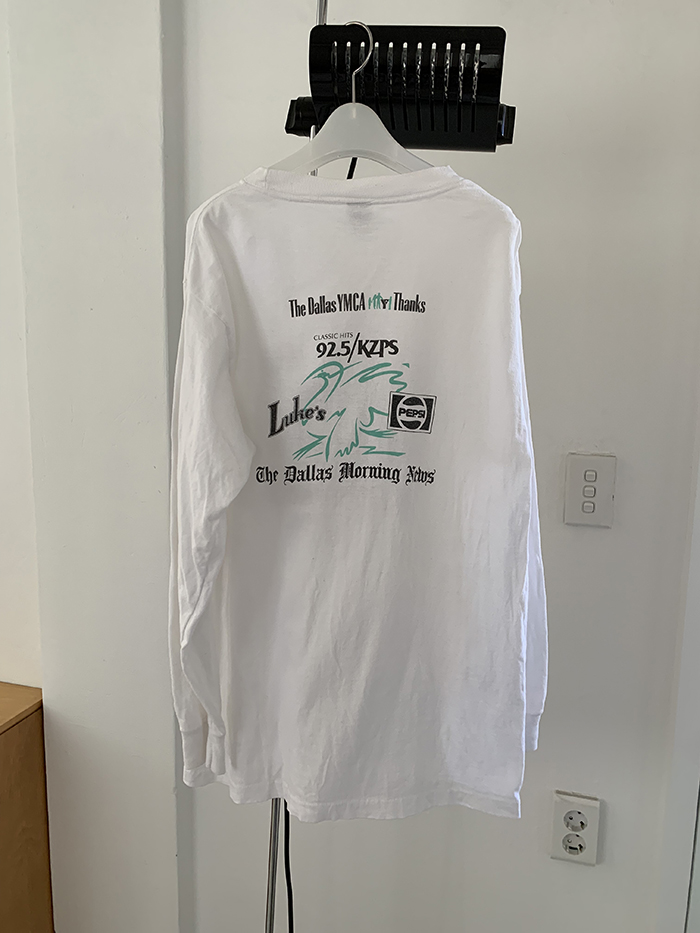 The Dallas YMCA Thanks
CLASSIC HITS
92.5/KZPS
Luke's
PEPSI
The Dallas Morning News